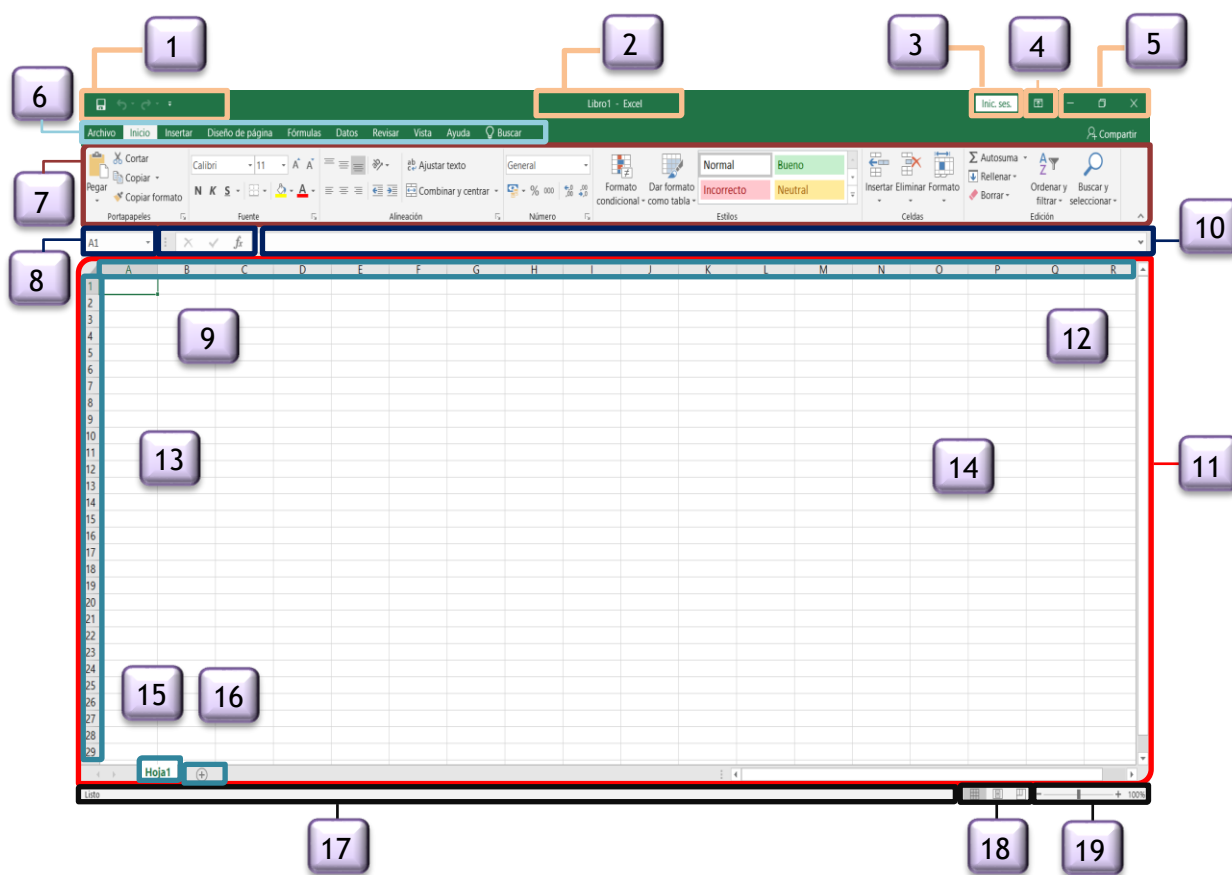 1
2
3
4
5
6
Libro1 - Excel
Inic. ses.
Archivo Inicio Insertar Diseño de página Fórmulas Datos Revisar Vista Ayuda Buscar
Compartir
7
Pegar
Cortar
Copiar
Copiar formato
Portapapeles
Calibri 11 A A
N K S A
Fuente
Ajustar texto
Combinar y centrar
Alineación
General
% 000
Número
Formato condicional
Dar formato como tabla
Normal Bueno
Incorrecto Neutral
Estilos
Insertar Eliminar Formato
Celdas
Autosuma
Rellenar
Borrar
Ordenar y filtrar
Buscar y seleccionar
Edición
8
A1
fx
10
A B C D E F G H I J K L M N O P Q R
1
2
3
4
5
6
7
8
9
10
11
12
13
14
15
16
17
18
19
20
21
22
23
24
25
26
27
28
29
9
12
13
14
11
15
16
Hoja1
Listo
100%
17
18
19